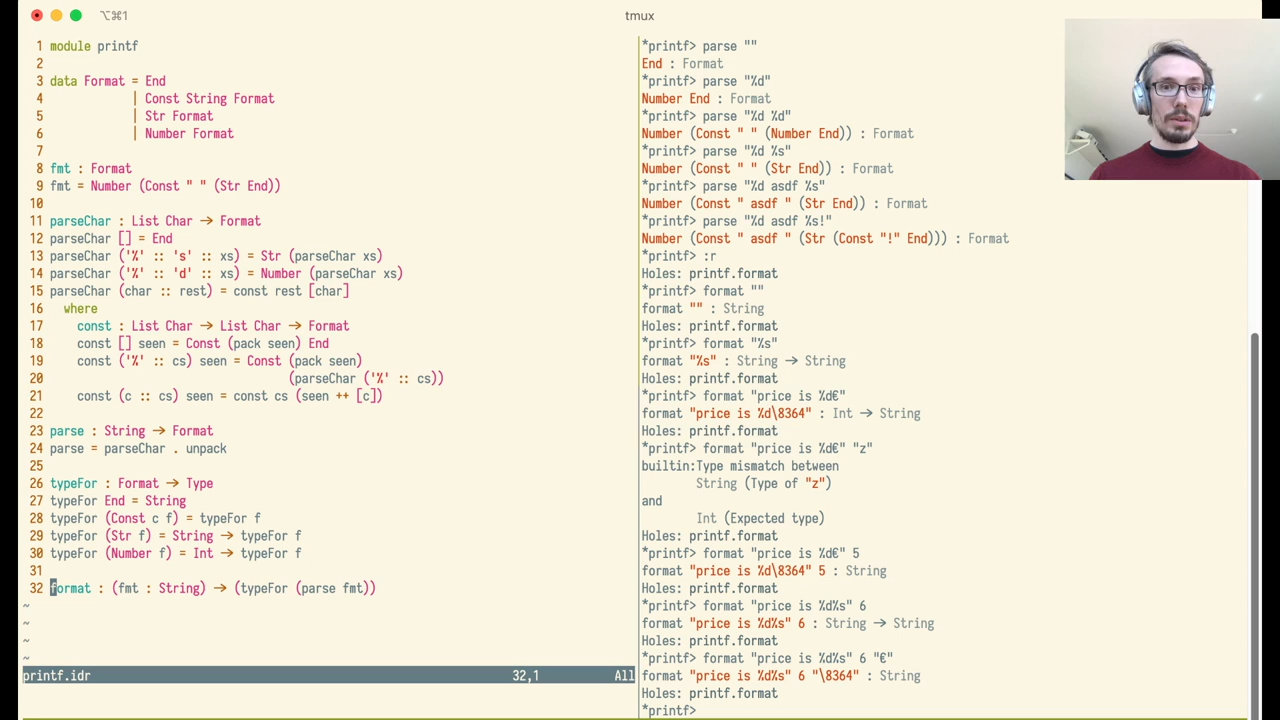 ⌥⌘1
tmux
1 module printf
2
3 data Format = End
4 | Const String Format
5 | Str Format
6 | Number Format
7
8 fmt : Format
9 fmt = Number (Const " " (Str End))
10
11 parseChar : List Char → Format
12 parseChar [] = End
13 parseChar ('%' :: 's' :: xs) = Str (parseChar xs)
14 parseChar ('%' :: 'd' :: xs) = Number (parseChar xs)
15 parseChar (char :: rest) = const rest [char]
16 where
17 const : List Char → List Char → Format
18 const [] seen = Const (pack seen) End
19 const ('%' :: cs) seen = Const (pack seen)
20 (parseChar ('%' :: cs))
21 const (c :: cs) seen = const cs (seen ++ [c])
22
23 parse : String → Format
24 parse = parseChar . unpack
25
26 typeFor : Format → Type
27 typeFor End = String
28 typeFor (Const c f) = typeFor f
29 typeFor (Str f) = String → typeFor f
30 typeFor (Number f) = Int → typeFor f
31
32 format : (fmt : String) → (typeFor (parse fmt))
~
~
~
~
printf.idr 32,1 All
*printf> parse ""
End : Format
*printf> parse "%d"
Number End : Format
*printf> parse "%d %d"
Number (Const " " (Number End)) : Format
*printf> parse "%d %s"
Number (Const " " (Str End)) : Format
*printf> parse "%d asdf %s"
Number (Const " asdf " (Str End)) : Format
*printf> parse "%d asdf %s!"
Number (Const " asdf " (Str (Const "!" End))) : Format
*printf> :r
Holes: printf.format
*printf> format ""
format "" : String
Holes: printf.format
*printf> format "%s"
format "%s" : String → String
Holes: printf.format
*printf> format "price is %d€"
format "price is %d\8364" : Int → String
Holes: printf.format
*printf> format "price is %d€" "z"
builtin:Type mismatch between
String (Type of "z")
and
Int (Expected type)
Holes: printf.format
*printf> format "price is %d€" 5
format "price is %d\8364" 5 : String
Holes: printf.format
*printf> format "price is %d%s" 6
format "price is %d%s" 6 : String → String
Holes: printf.format
*printf> format "price is %d%s" 6 "€"
format "price is %d%s" 6 "\8364" : String
Holes: printf.format
*printf>